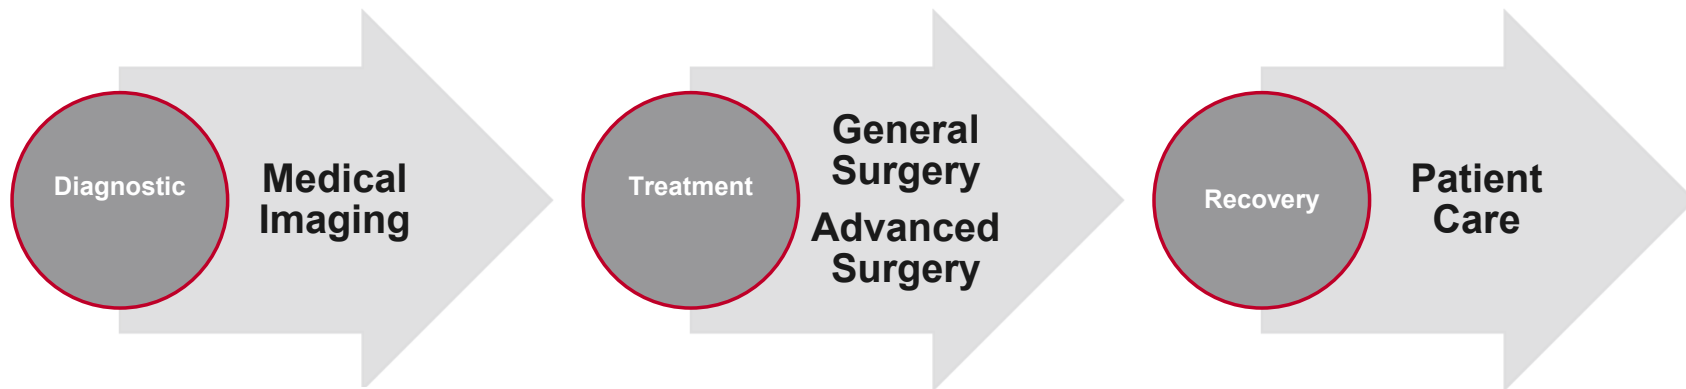 Diagnostic
Medical
Imaging
Treatment
General
Surgery
Advanced
Surgery
Recovery
Patient
Care